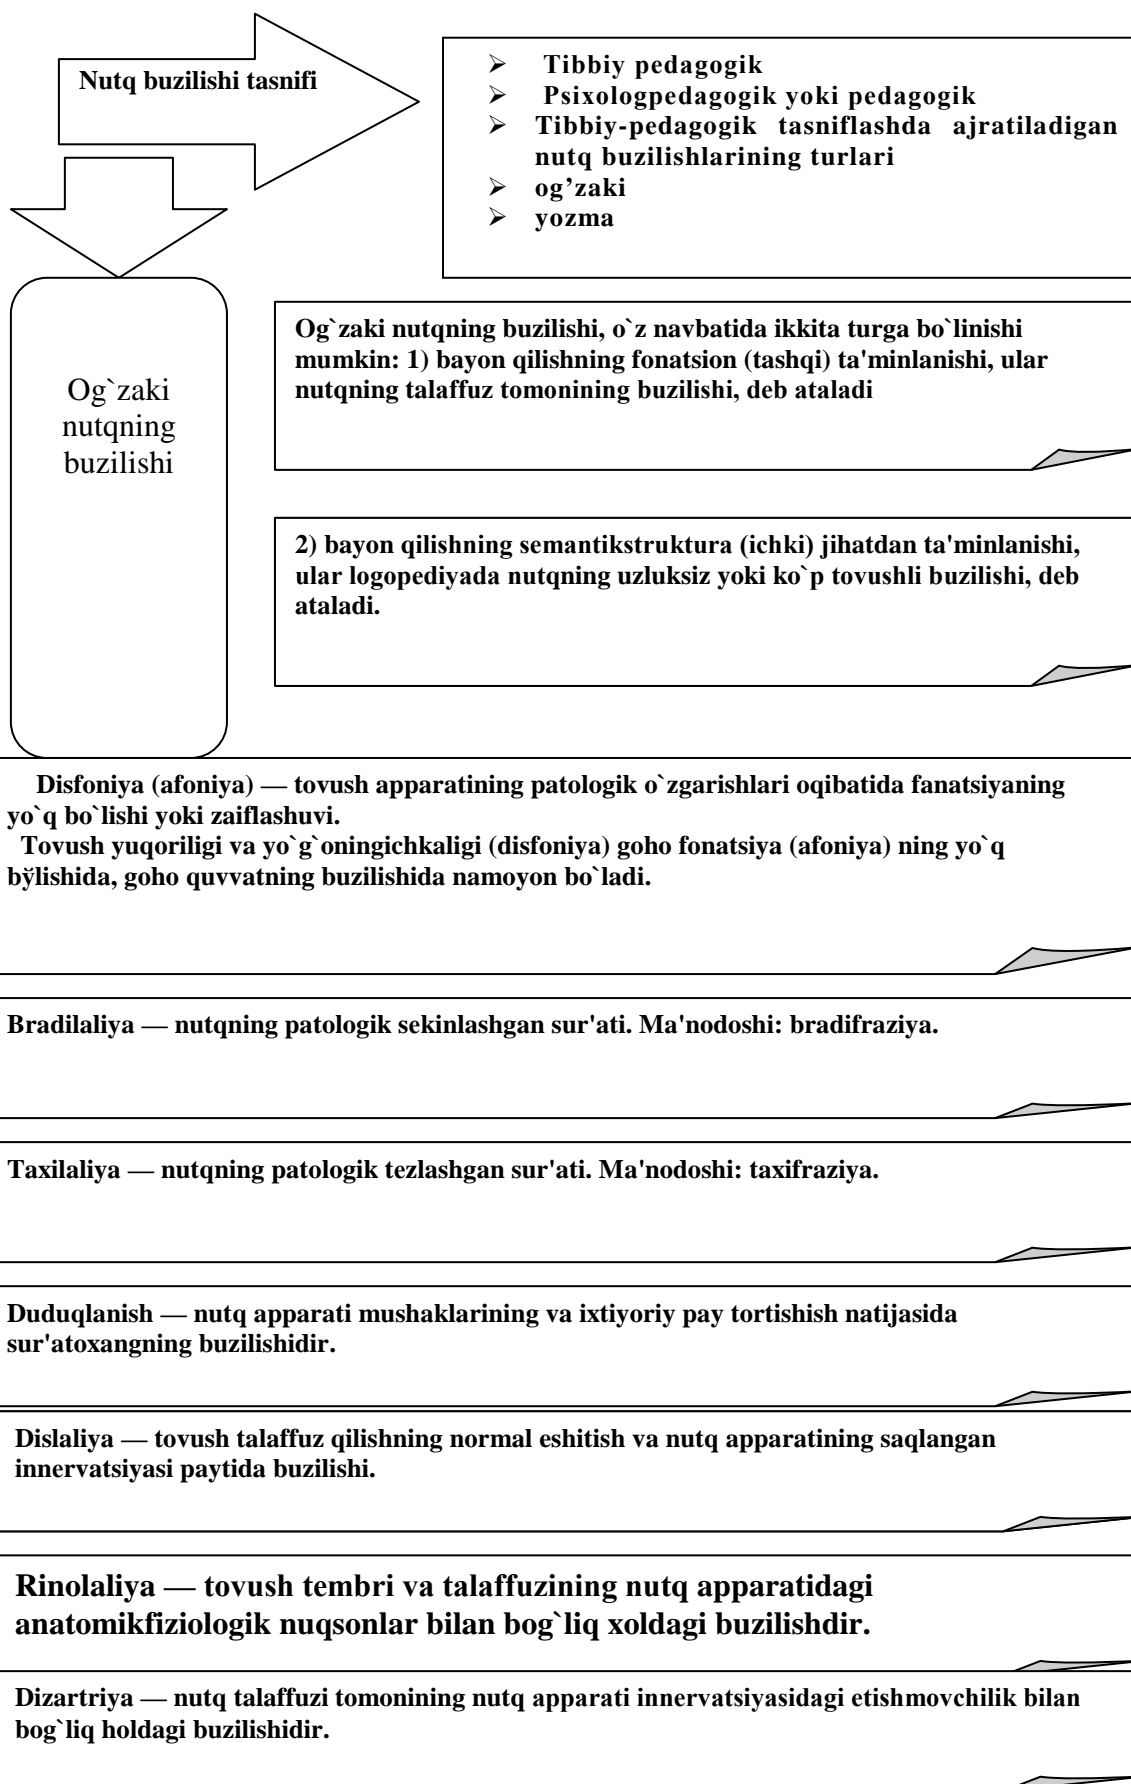 Nutq buzilishi tasnifi
➢ Tibbiy pedagogik
➢ Psixologpedagogik yoki pedagogik
➢ Tibbiy-pedagogik tasniflashda ajratiladigan
nutq buzilishlarining turlari
➢ og’zaki
➢ yozma
Og`zaki
nutqning
buzilishi
Og`zaki nutqning buzilishi, o`z navbatida ikkita turga bo`linishi
mumkin: 1) bayon qilishning fonatsion (tashqi) ta'minlanishi, ular
nutqning talaffuz tomonining buzilishi, deb ataladi
2) bayon qilishning semantikstruktura (ichki) jihatdan ta'minlanishi,
ular logopediyada nutqning uzluksiz yoki ko`p tovushli buzilishi, deb
ataladi.
Disfoniya (afoniya) — tovush apparatining patologik o`zgarishlari oqibatida fanatsiyaning
yo`q bo`lishi yoki zaiflashuvi.
Tovush yuqoriligi va yo`g`oningichkaligi (disfoniya) goho fonatsiya (afoniya) ning yo`q
bўlishida, goho quvvatning buzilishida namoyon bo`ladi.
Bradilaliya — nutqning patologik sekinlashgan sur'ati. Ma'nodoshi: bradifraziya.
Taxilaliya — nutqning patologik tezlashgan sur'ati. Ma'nodoshi: taxifraziya.
Duduqlanish — nutq apparati mushaklarining va ixtiyoriy pay tortishish natijasida
sur'atoxangning buzilishidir.
Dislaliya — tovush talaffuz qilishning normal eshitish va nutq apparatining saqlangan
innervatsiyasi paytida buzilishi.
Rinolaliya — tovush tembri va talaffuzining nutq apparatidagi
anatomikfiziologik nuqsonlar bilan bog`liq xoldagi buzilishdir.
Dizartriya — nutq talaffuzi tomonining nutq apparati innervatsiyasidagi etishmovchilik bilan
bog`liq holdagi buzilishidir.